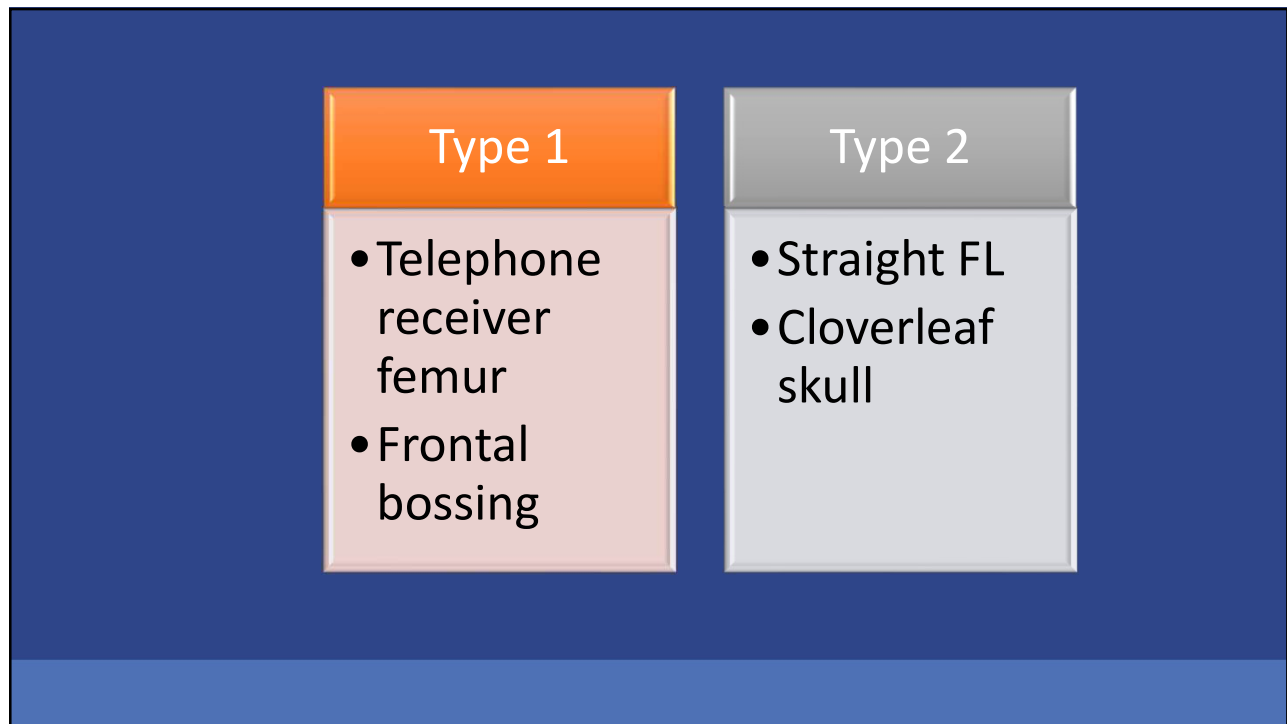 Type 1
•Telephone
receiver
femur
•Frontal
bossing
Type 2
•Straight FL
•Cloverleaf
skull